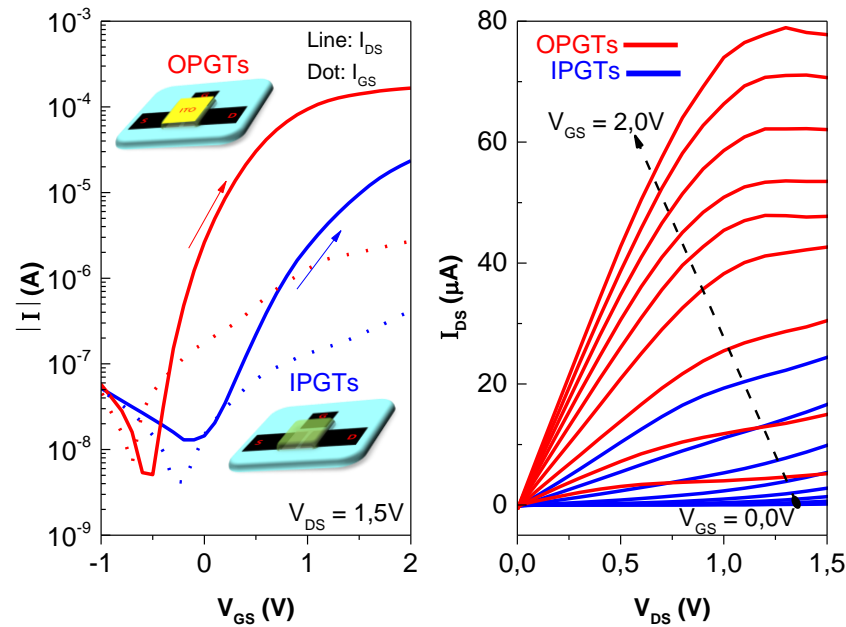 10⁻³
10⁻⁴
10⁻⁵
10⁻⁶
10⁻⁷
10⁻⁸
10⁻⁹
| I | (A)
Line: I_DS
Dot: I_GS
OPGTs
ITO
S
D
IPGTs
S
D
V_DS = 1,5V
-1
0
1
2
V_GS (V)
80
60
40
20
0
I_DS (μA)
OPGTs
IPGTs
V_GS = 2,0V
V_GS = 0,0V
0,0
0,5
1,0
1,5
V_DS (V)